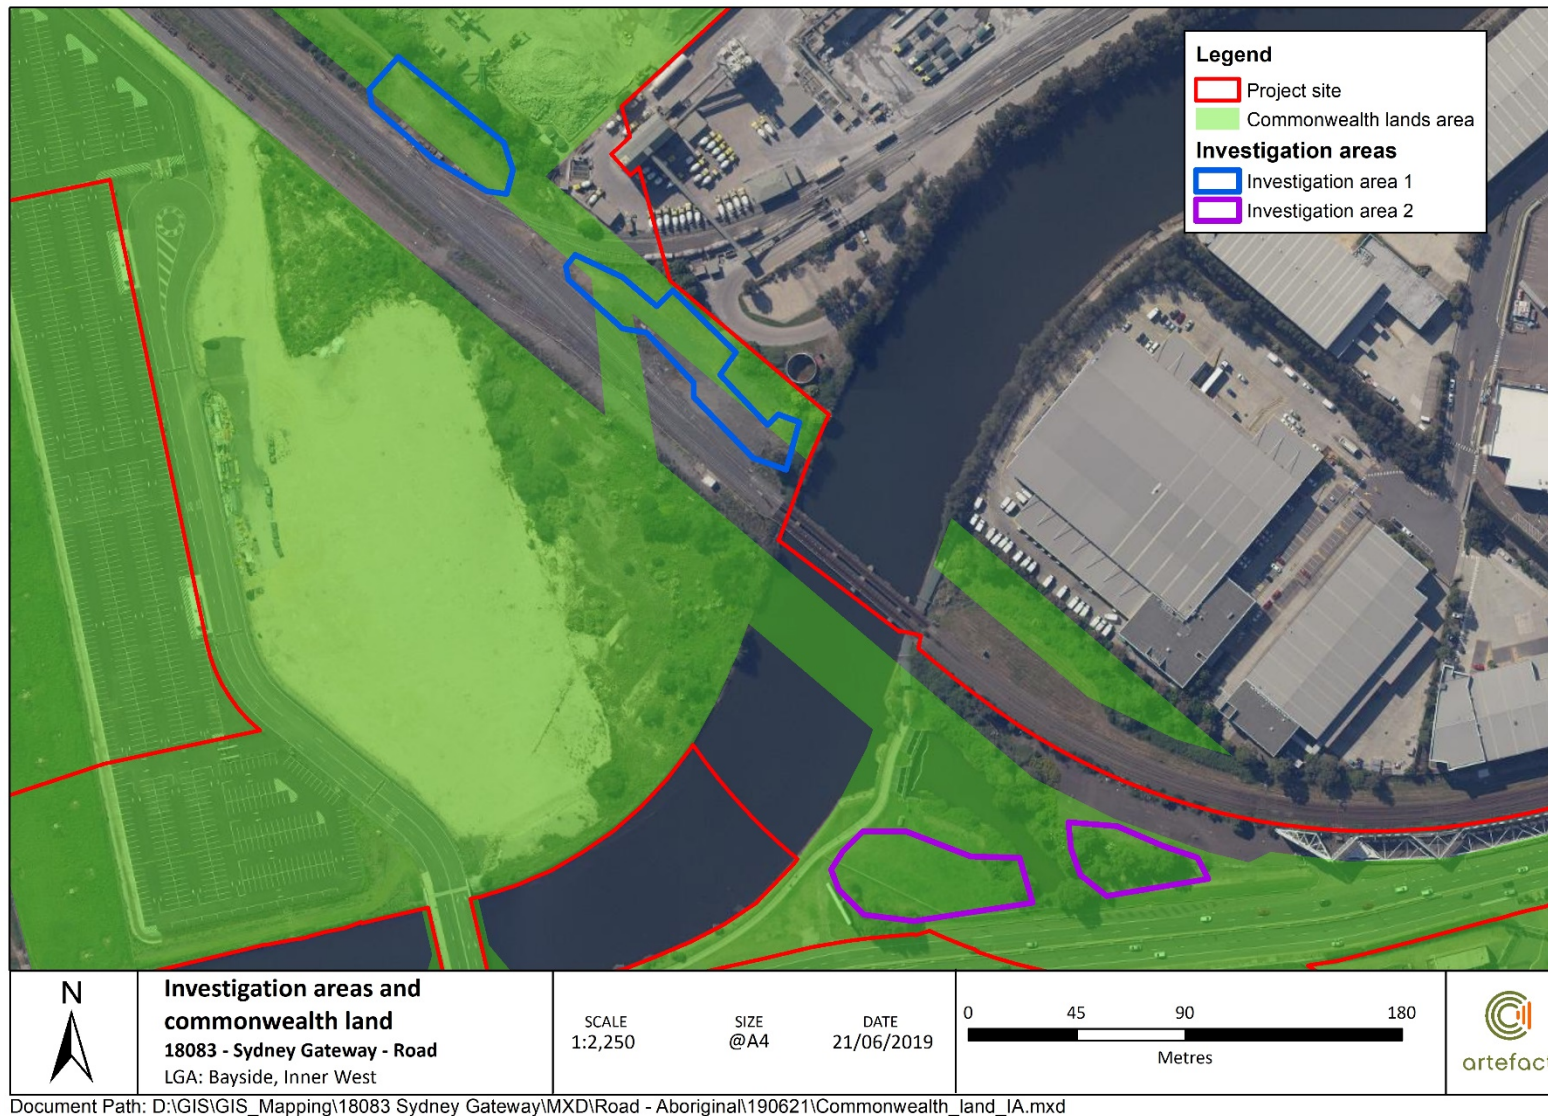 Legend
Project site
Commonwealth lands area
Investigation areas
Investigation area 1
Investigation area 2
N
Investigation areas and
commonwealth land
18083 - Sydney Gateway - Road
LGA: Bayside, Inner West
SCALE
1:2,250
SIZE
@A4
DATE
21/06/2019
0 45 90 180
Metres
artefact
Document Path: D:\GIS\GIS_Mapping\18083 Sydney Gateway\MXD\Road - Aboriginal\190621\Commonwealth_land_IA.mxd